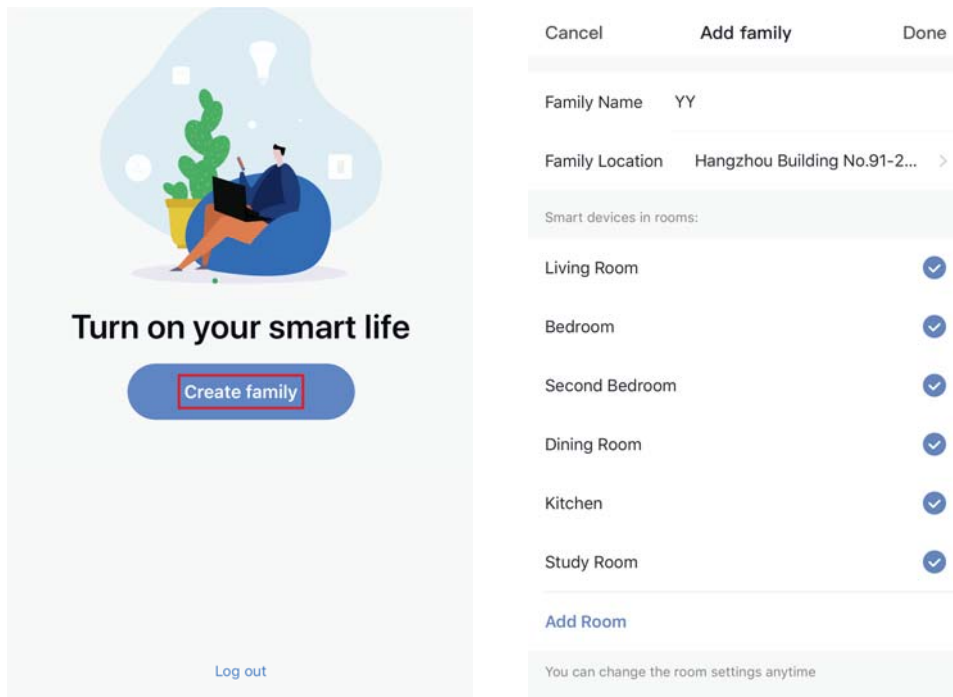 Turn on your smart life
Create family
Log out
Cancel Add family Done
Family Name YY
Family Location Hangzhou Building No.91-2...
Smart devices in rooms:
Living Room
Bedroom
Second Bedroom
Dining Room
Kitchen
Study Room
Add Room
You can change the room settings anytime